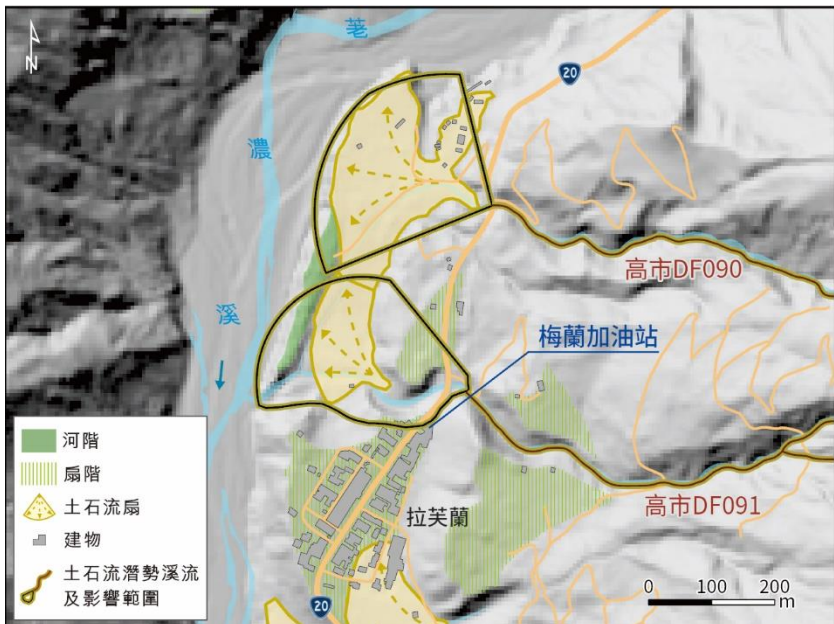 荖
濃
溪
N
20
高市DF090
梅蘭加油站
高市DF091
拉芙蘭
20
河階
扇階
土石流扇
建物
土石流潛勢溪流
及影響範圍
0 100 200
m